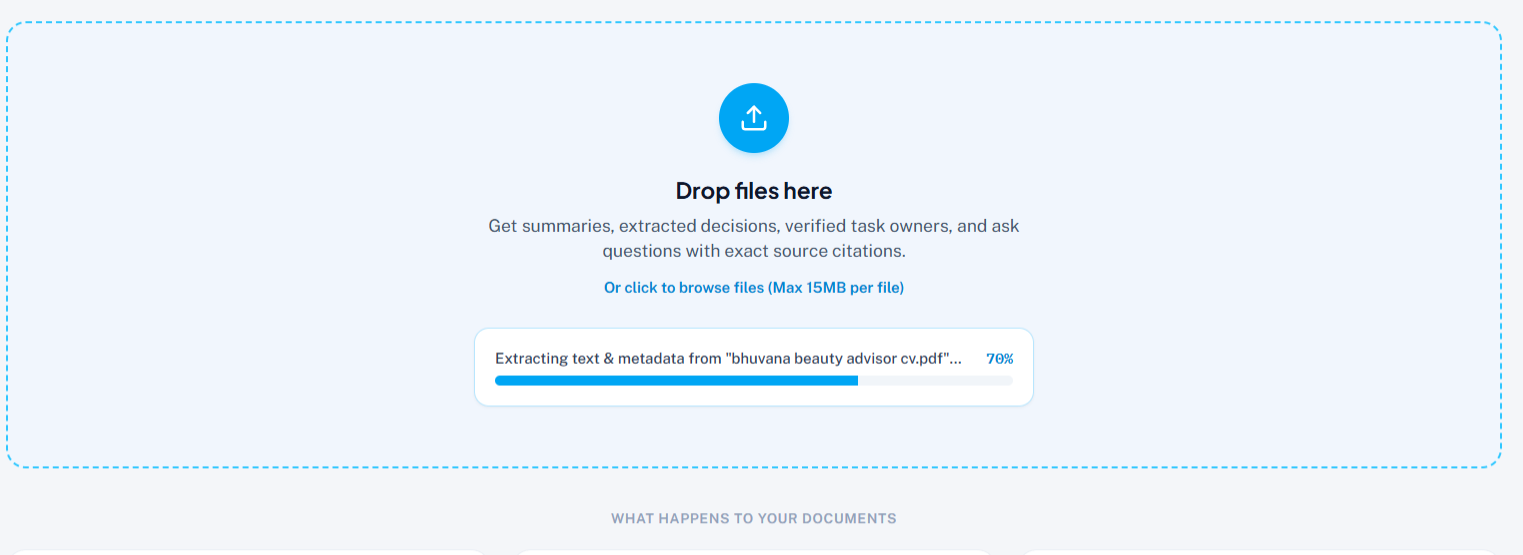 Drop files here
Get summaries, extracted decisions, verified task owners, and ask
questions with exact source citations.
Or click to browse files (Max 15MB per file)
Extracting text & metadata from "bhuvana beauty advisor cv.pdf"... 70%
WHAT HAPPENS TO YOUR DOCUMENTS